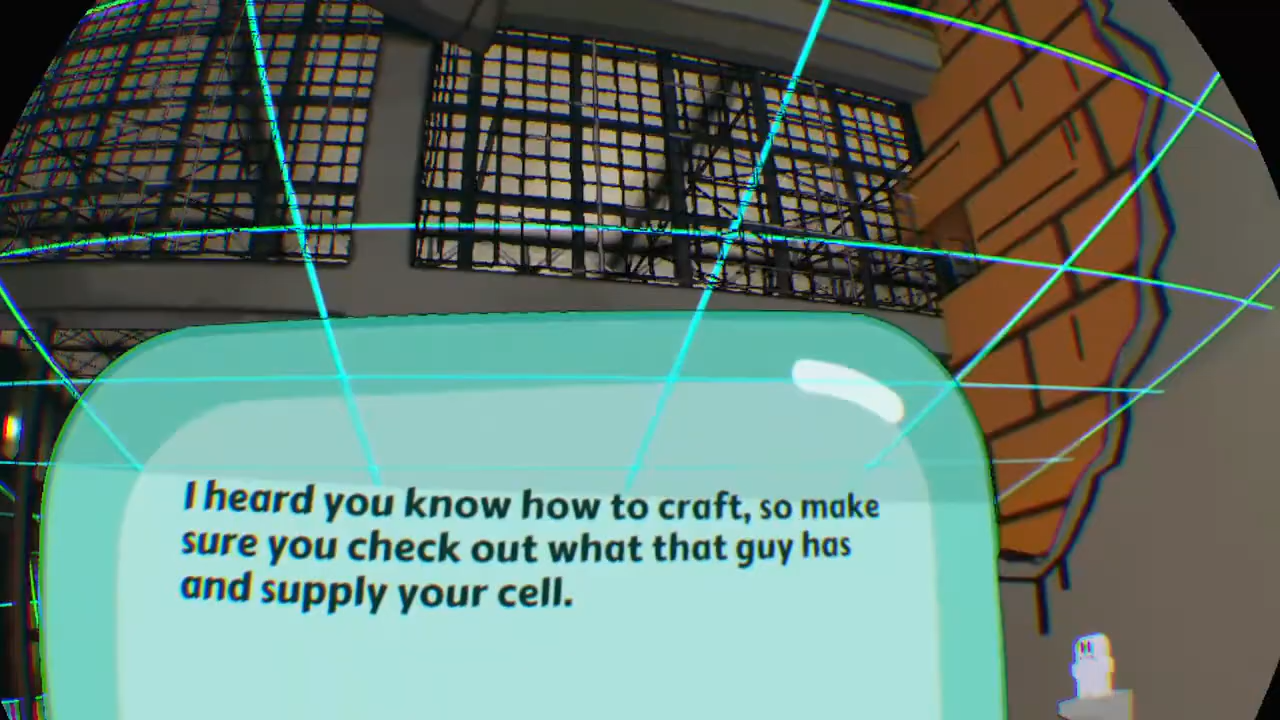 I heard you know how to craft, so make
sure you check out what that guy has
and supply your cell.